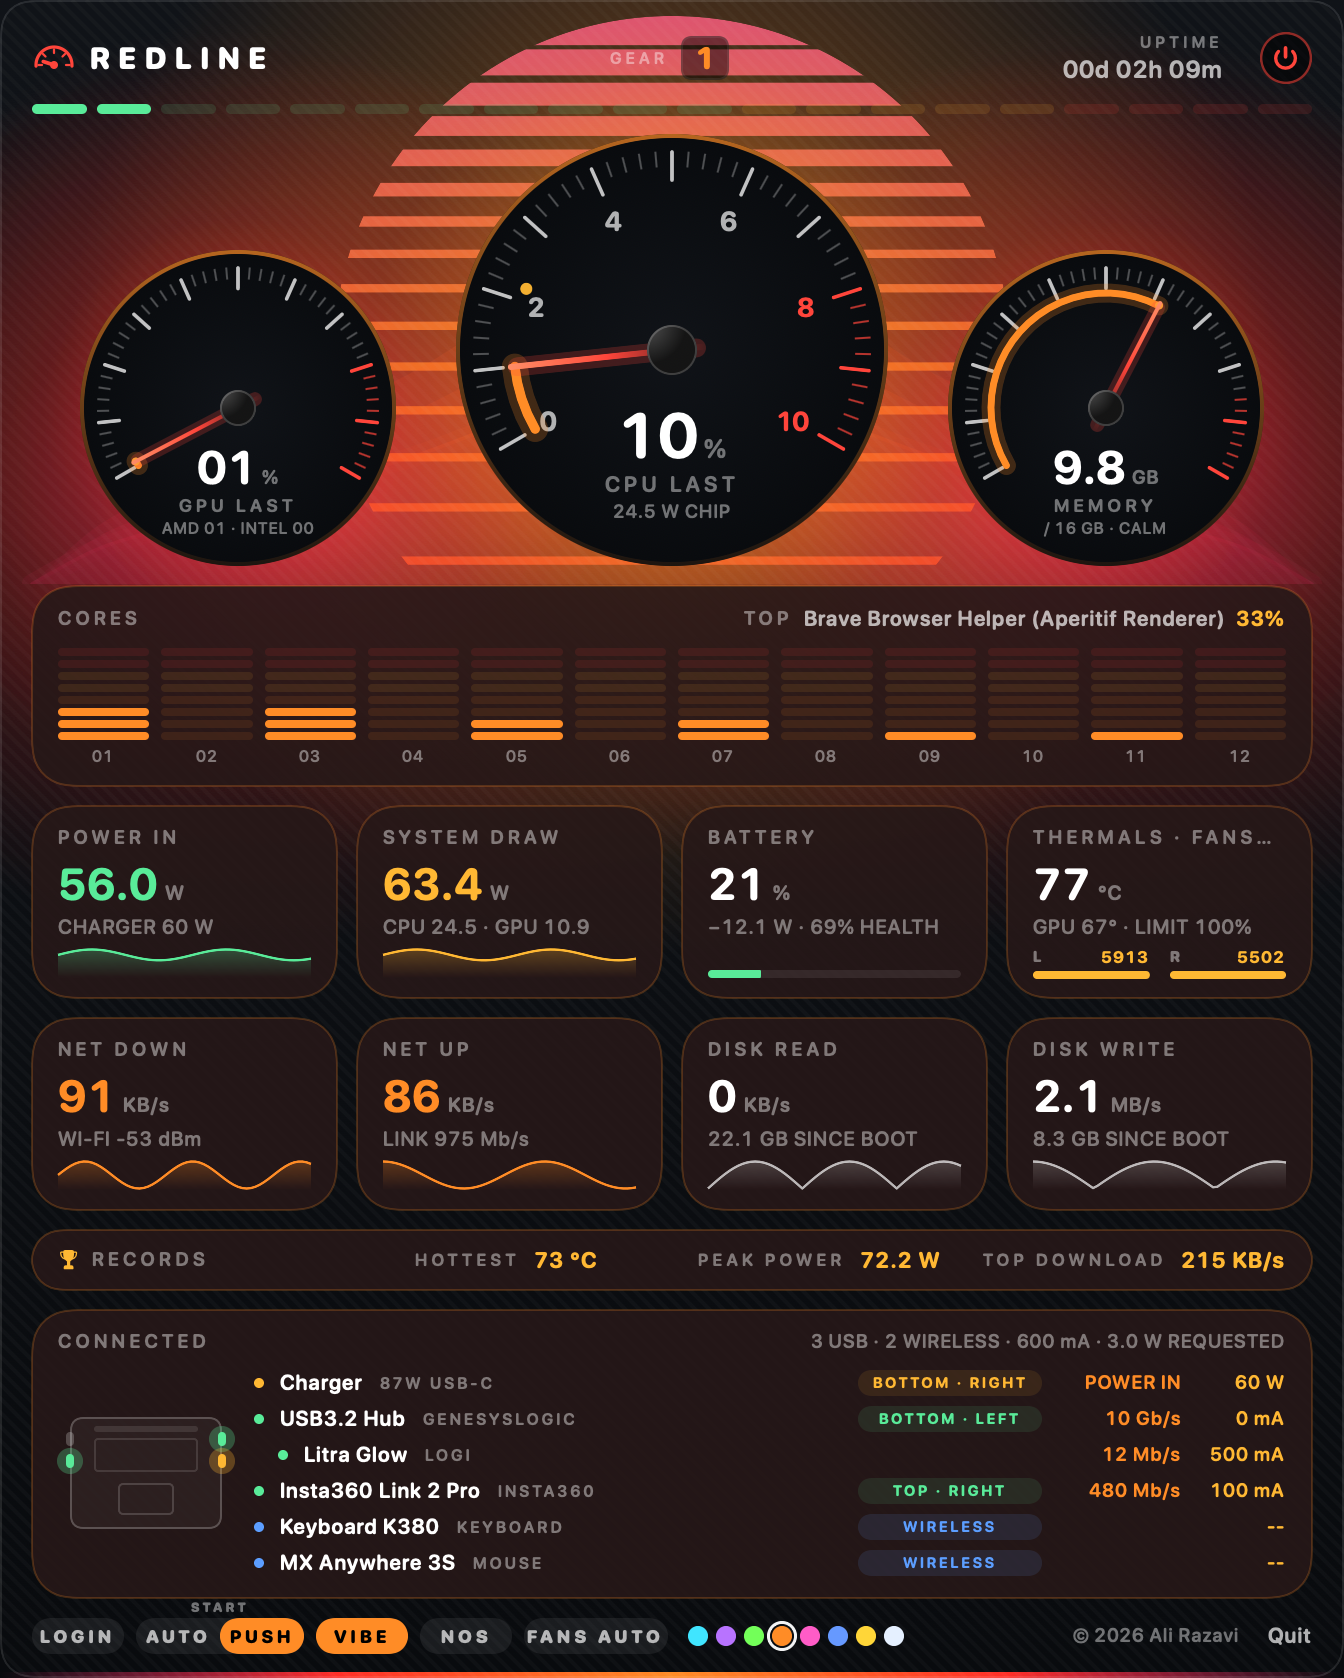 REDLINE
GEAR 1
UPTIME
00d 02h 09m
4 6
2 8
0 10
10 %
CPU LAST
24.5 W CHIP
01 %
GPU LAST
AMD 01 · INTEL 00
9.8 GB
MEMORY
/ 16 GB · CALM
CORES TOP Brave Browser Helper (Aperitif Renderer) 33%
01 02 03 04 05 06 07 08 09 10 11 12
POWER IN
56.0 W
CHARGER 60 W
SYSTEM DRAW
63.4 W
CPU 24.5 · GPU 10.9
BATTERY
21 %
−12.1 W · 69% HEALTH
THERMALS · FANS...
77 °C
GPU 67° · LIMIT 100%
L 5913 R 5502
NET DOWN
91 KB/s
WI-FI -53 dBm
NET UP
86 KB/s
LINK 975 Mb/s
DISK READ
0 KB/s
22.1 GB SINCE BOOT
DISK WRITE
2.1 MB/s
8.3 GB SINCE BOOT
RECORDS HOTTEST 73 °C PEAK POWER 72.2 W TOP DOWNLOAD 215 KB/s
CONNECTED 3 USB · 2 WIRELESS · 600 mA · 3.0 W REQUESTED
Charger 87W USB-C BOTTOM · RIGHT POWER IN 60 W
USB3.2 Hub GENESYSLOGIC BOTTOM · LEFT 10 Gb/s 0 mA
Litra Glow LOGI 12 Mb/s 500 mA
Insta360 Link 2 Pro INSTA360 TOP · RIGHT 480 Mb/s 100 mA
Keyboard K380 KEYBOARD WIRELESS --
MX Anywhere 3S MOUSE WIRELESS --
START
LOGIN AUTO PUSH VIBE NOS FANS AUTO © 2026 Ali Razavi Quit